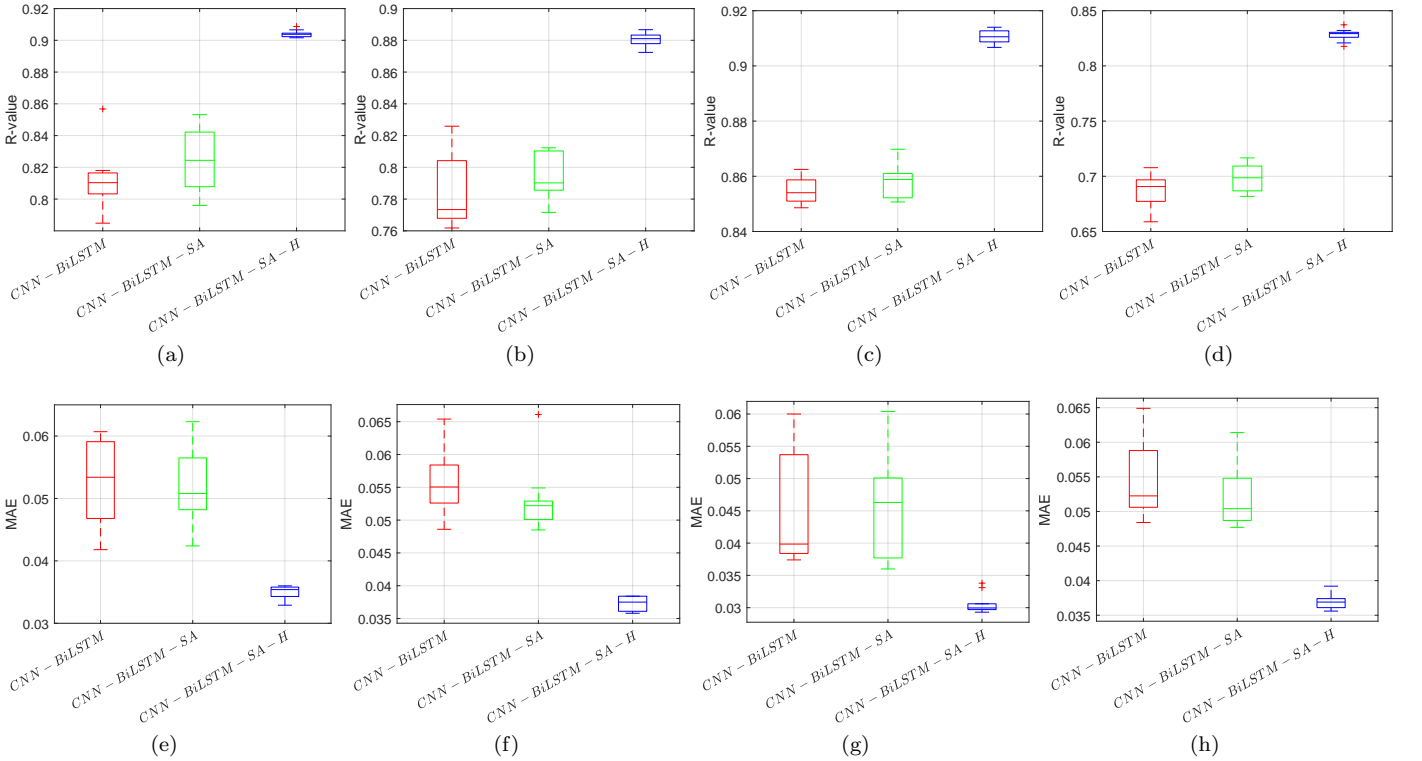 0.92
0.9
0.88
0.86
0.84
0.82
0.8
R-value
CNN − BiLSTM
CNN − BiLSTM − SA
CNN − BiLSTM − SA − H
(a)
0.9
0.88
0.86
0.84
0.82
0.8
0.78
0.76
R-value
CNN − BiLSTM
CNN − BiLSTM − SA
CNN − BiLSTM − SA − H
(b)
0.92
0.9
0.88
0.86
0.84
R-value
CNN − BiLSTM
CNN − BiLSTM − SA
CNN − BiLSTM − SA − H
(c)
0.85
0.8
0.75
0.7
0.65
R-value
CNN − BiLSTM
CNN − BiLSTM − SA
CNN − BiLSTM − SA − H
(d)
0.06
0.05
0.04
0.03
MAE
CNN − BiLSTM
CNN − BiLSTM − SA
CNN − BiLSTM − SA − H
(e)
0.065
0.06
0.055
0.05
0.045
0.04
0.035
MAE
CNN − BiLSTM
CNN − BiLSTM − SA
CNN − BiLSTM − SA − H
(f)
0.06
0.055
0.05
0.045
0.04
0.035
0.03
MAE
CNN − BiLSTM
CNN − BiLSTM − SA
CNN − BiLSTM − SA − H
(g)
0.065
0.06
0.055
0.05
0.045
0.04
0.035
MAE
CNN − BiLSTM
CNN − BiLSTM − SA
CNN − BiLSTM − SA − H
(h)